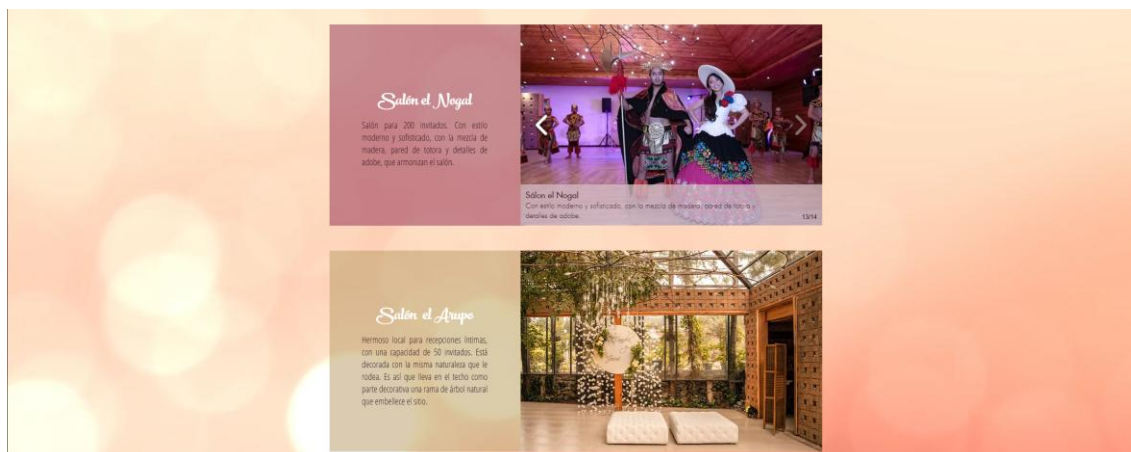 Salón el Nogal
Salón para 200 invitados. Con estilo
moderno y sofisticado, con la mezcla de
madera, pared de totora y detalles de
adobe, que armonizan el salón.
Sálon el Nogal
Con estilo moderno y sofisticado, con la mezcla de madera, pared de totora y
detalles de adobe.
13/14
Salón el Arupo
Hermoso local para recepciones íntimas,
con una capacidad de 50 invitados. Está
decorada con la misma naturaleza que le
rodea. Es así que lleva en el techo como
parte decorativa una rama de árbol natural
que embellece el sitio.